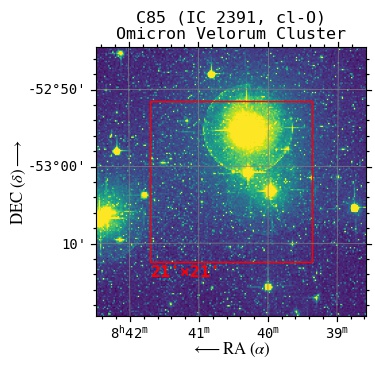 C85 (IC 2391, cl-O)
Omicron Velorum Cluster
-52°50'
-53°00'
10'
DEC (δ) ⟶
21'×21'
8ʰ42ᵐ 41ᵐ 40ᵐ 39ᵐ
⟵ RA (α)